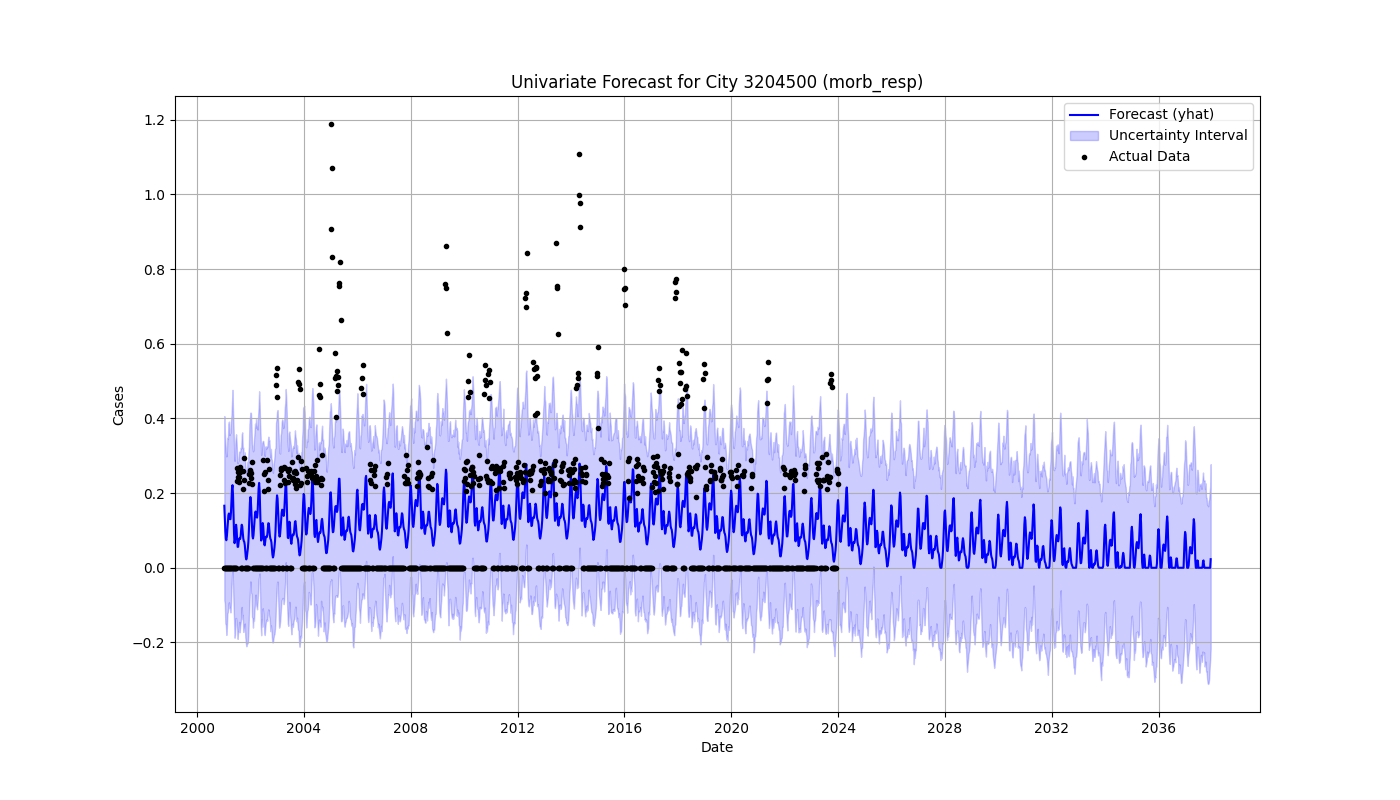 Univariate Forecast for City 3204500 (morb_resp)
Forecast (yhat)
Uncertainty Interval
Actual Data
Cases
1.2
1.0
0.8
0.6
0.4
0.2
0.0
−0.2
2000 2004 2008 2012 2016 2020 2024 2028 2032 2036
Date